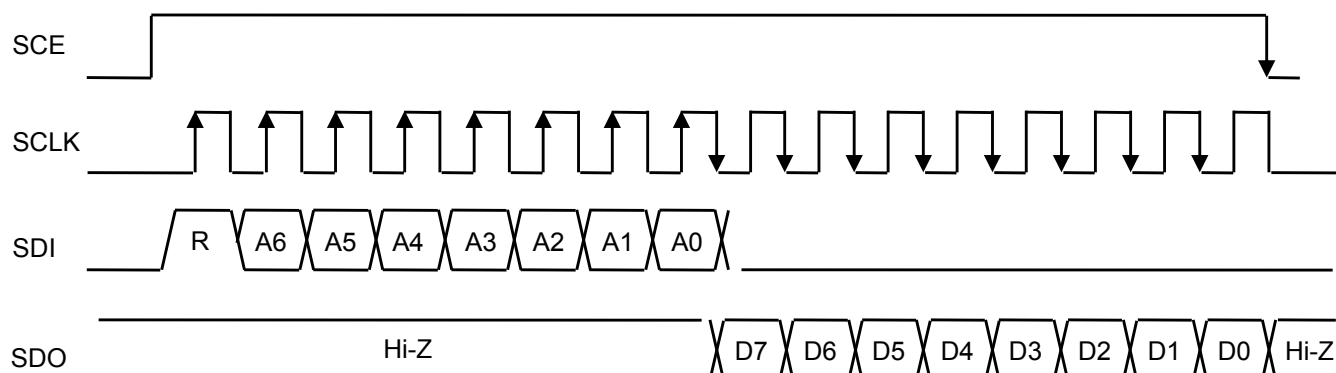 SCE
SCLK
SDI R A6 A5 A4 A3 A2 A1 A0
SDO Hi-Z D7 D6 D5 D4 D3 D2 D1 D0 Hi-Z